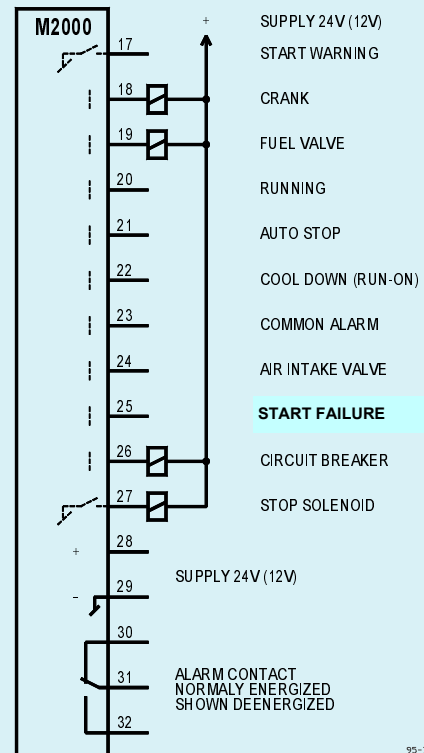 M2000
+ SUPPLY 24V (12V)
17 START WARNING
18 CRANK
19 FUEL VALVE
20 RUNNING
21 AUTO STOP
22 COOL DOWN (RUN-ON)
23 COMMON ALARM
24 AIR INTAKE VALVE
25 START FAILURE
26 CIRCUIT BREAKER
27 STOP SOLENOID
+ 28
SUPPLY 24V (12V)
- 29
30
31
ALARM CONTACT
NORMALY ENERGIZED
SHOWN DEENERGIZED
32